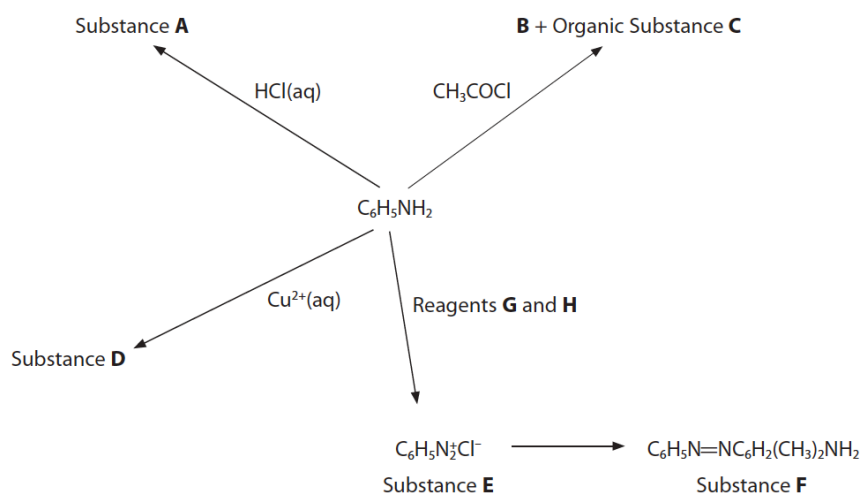 Substance A
B + Organic Substance C
HCl(aq)
CH₃COCl
C₆H₅NH₂
Cu²⁺(aq)
Reagents G and H
Substance D
C₆H₅N₂⁺Cl⁻
C₆H₅N=NC₆H₂(CH₃)₂NH₂
Substance E
Substance F